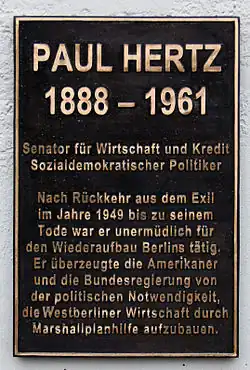 PAUL HERTZ
1888 – 1961
Senator für Wirtschaft und Kredit
Sozialdemokratischer Politiker
Nach Rückkehr aus dem Exil
im Jahre 1949 bis zu seinem
Tode war er unermüdlich für
den Wiederaufbau Berlins tätig.
Er überzeugte die Amerikaner
und die Bundesregierung von
der politischen Notwendigkeit,
die Westberliner Wirtschaft durch
Marshallplanhilfe aufzubauen.